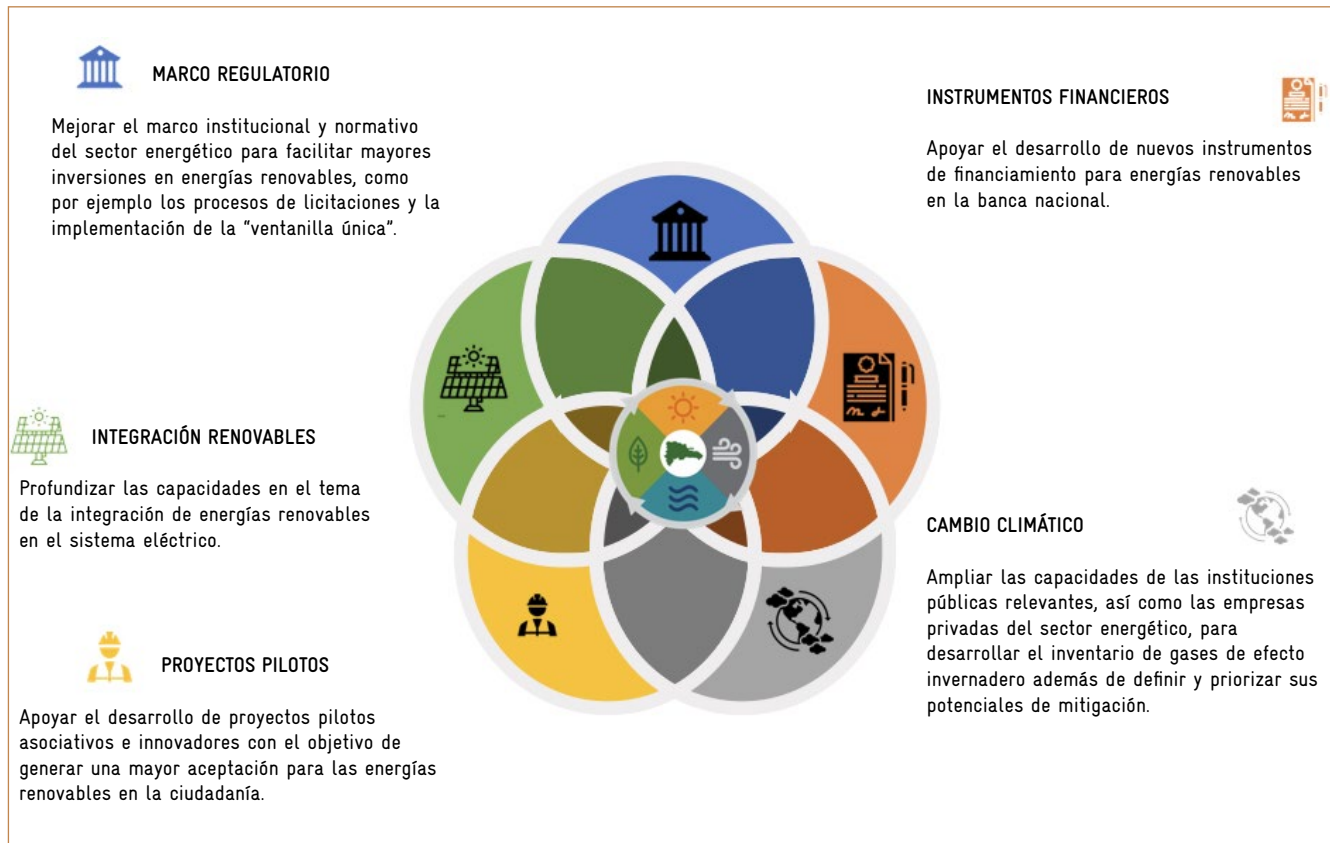 MARCO REGULATORIO
Mejorar el marco institucional y normativo
del sector energético para facilitar mayores
inversiones en energías renovables, como
por ejemplo los procesos de licitaciones y la
implementación de la “ventanilla única”.
INTEGRACIÓN RENOVABLES
Profundizar las capacidades en el tema
de la integración de energías renovables
en el sistema eléctrico.
PROYECTOS PILOTOS
Apoyar el desarrollo de proyectos pilotos
asociativos e innovadores con el objetivo de
generar una mayor aceptación para las energías
renovables en la ciudadanía.
INSTRUMENTOS FINANCIEROS
Apoyar el desarrollo de nuevos instrumentos
de financiamiento para energías renovables
en la banca nacional.
CAMBIO CLIMÁTICO
Ampliar las capacidades de las instituciones
públicas relevantes, así como las empresas
privadas del sector energético, para
desarrollar el inventario de gases de efecto
invernadero además de definir y priorizar sus
potenciales de mitigación.